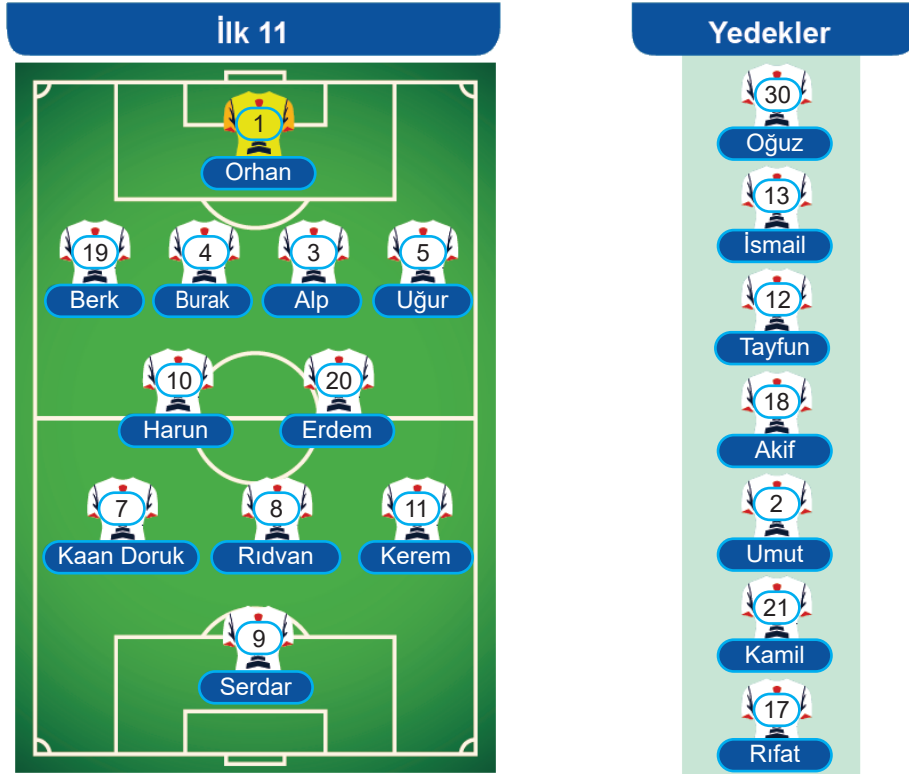 İlk 11
1
Orhan
19
4
3
5
Berk
Burak
Alp
Uğur
10
20
Harun
Erdem
7
8
11
Kaan Doruk
Rıdvan
Kerem
9
Serdar
Yedekler
30
Oğuz
13
İsmail
12
Tayfun
18
Akif
2
Umut
21
Kamil
17
Rıfat